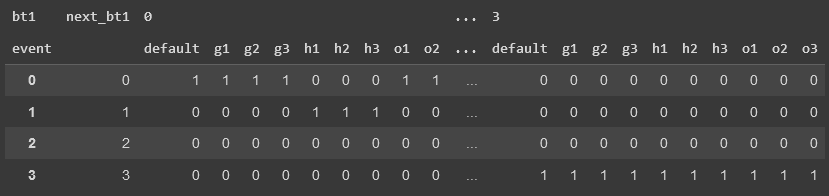 bt1 next_bt1 0 ... 3
event default g1 g2 g3 h1 h2 h3 o1 o2 ... default g1 g2 g3 h1 h2 h3 o1 o2 o3
0 0 1 1 1 1 0 0 0 1 1 ... 0 0 0 0 0 0 0 0 0 0
1 1 0 0 0 0 1 1 1 0 0 ... 0 0 0 0 0 0 0 0 0 0
2 2 0 0 0 0 0 0 0 0 0 ... 0 0 0 0 0 0 0 0 0 0
3 3 0 0 0 0 0 0 0 0 0 ... 1 1 1 1 1 1 1 1 1 1